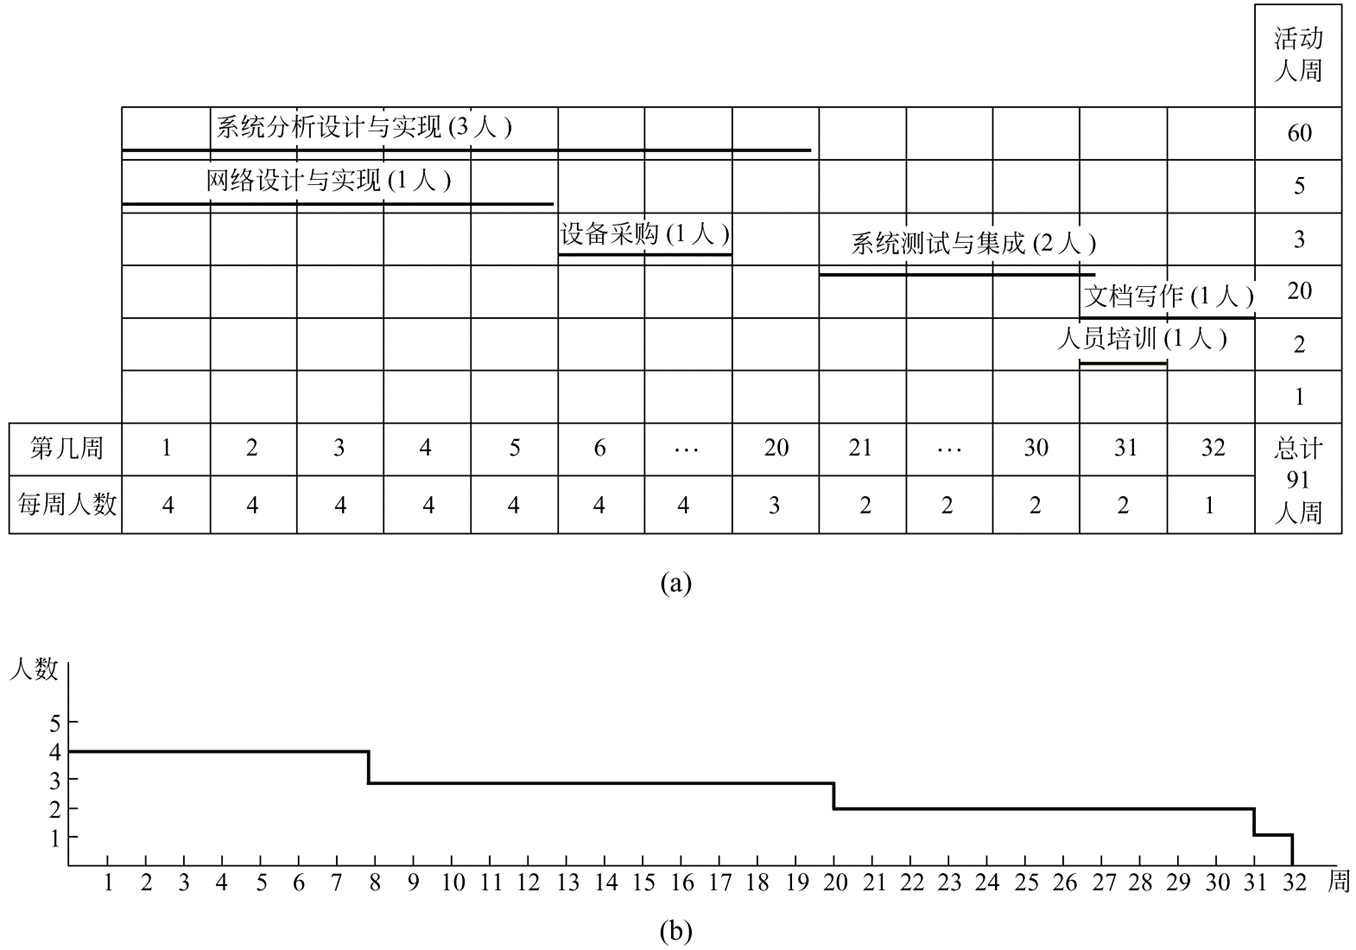 活动
人周
系统分析设计与实现 (3人) 60
网络设计与实现 (1人) 5
设备采购 (1人) 系统测试与集成 (2人) 3
文档写作 (1人) 20
人员培训 (1人) 2
1
第几周 1 2 3 4 5 6 … 20 21 … 30 31 32 总计
91
每周人数 4 4 4 4 4 4 4 3 2 2 2 2 1 人周
(a)
人数
5
4
3
2
1
1 2 3 4 5 6 7 8 9 10 11 12 13 14 15 16 17 18 19 20 21 22 23 24 25 26 27 28 29 30 31 32 周
(b)